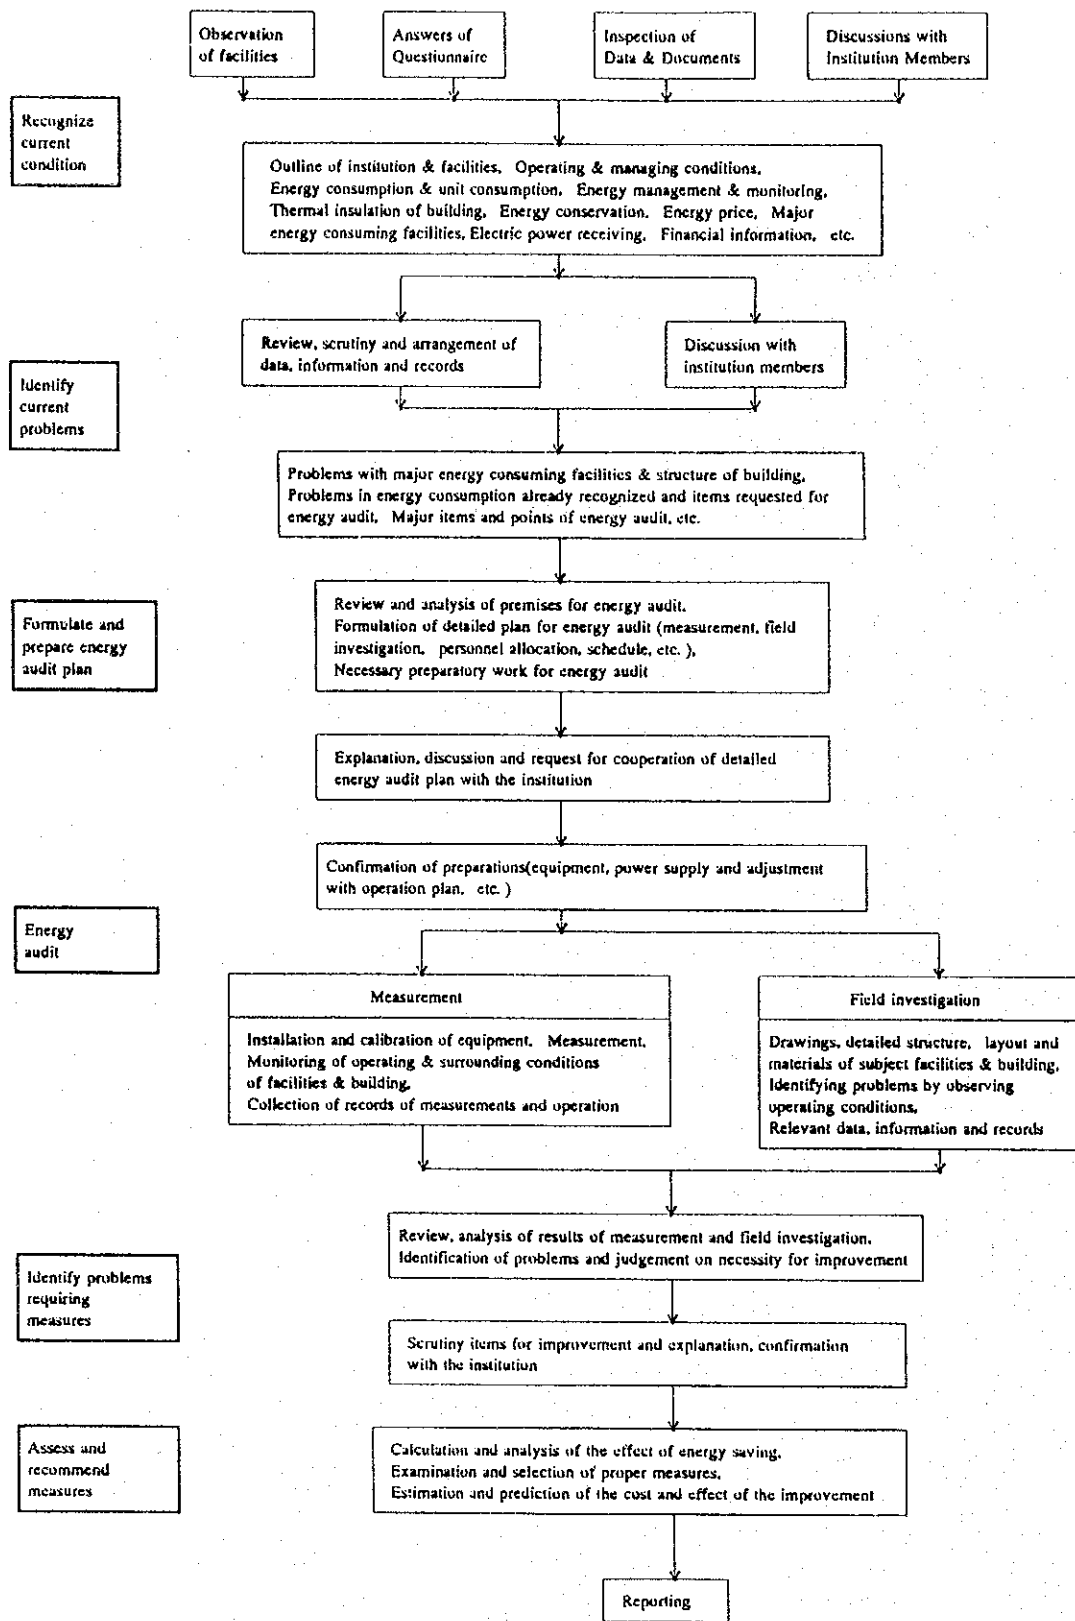 Observation
of facilities
Answers of
Questionnaire
Inspection of
Data & Documents
Discussions with
Institution Members
Recognize
current
condition
Outline of institution & facilities, Operating & managing conditions,
Energy consumption & unit consumption, Energy management & monitoring,
Thermal insulation of building, Energy conservation, Energy price, Major
energy consuming facilities, Electric power receiving, Financial information, etc.
Review, scrutiny and arrangement of
data, information and records
Discussion with
institution members
Identify
current
problems
Problems with major energy consuming facilities & structure of building,
Problems in energy consumption already recognized and items requested for
energy audit, Major items and points of energy audit, etc.
Formulate and
prepare energy
audit plan
Review and analysis of premises for energy audit,
Formulation of detailed plan for energy audit (measurement, field
investigation, personnel allocation, schedule, etc. ),
Necessary preparatory work for energy audit
Explanation, discussion and request for cooperation of detailed
energy audit plan with the institution
Confirmation of preparations(equipment, power supply and adjustment
with operation plan, etc. )
Energy
audit
Measurement
Installation and calibration of equipment, Measurement,
Monitoring of operating & surrounding conditions
of facilities & building,
Collection of records of measurements and operation
Field investigation
Drawings, detailed structure, layout and
materials of subject facilities & building,
Identifying problems by observing
operating conditions,
Relevant data, information and records
Review, analysis of results of measurement and field investigation,
Identification of problems and judgement on necessity for improvement
Identify problems
requiring
measures
Scrutiny items for improvement and explanation, confirmation
with the institution
Assess and
recommend
measures
Calculation and analysis of the effect of energy saving,
Examination and selection of proper measures,
Estimation and prediction of the cost and effect of the improvement
Reporting